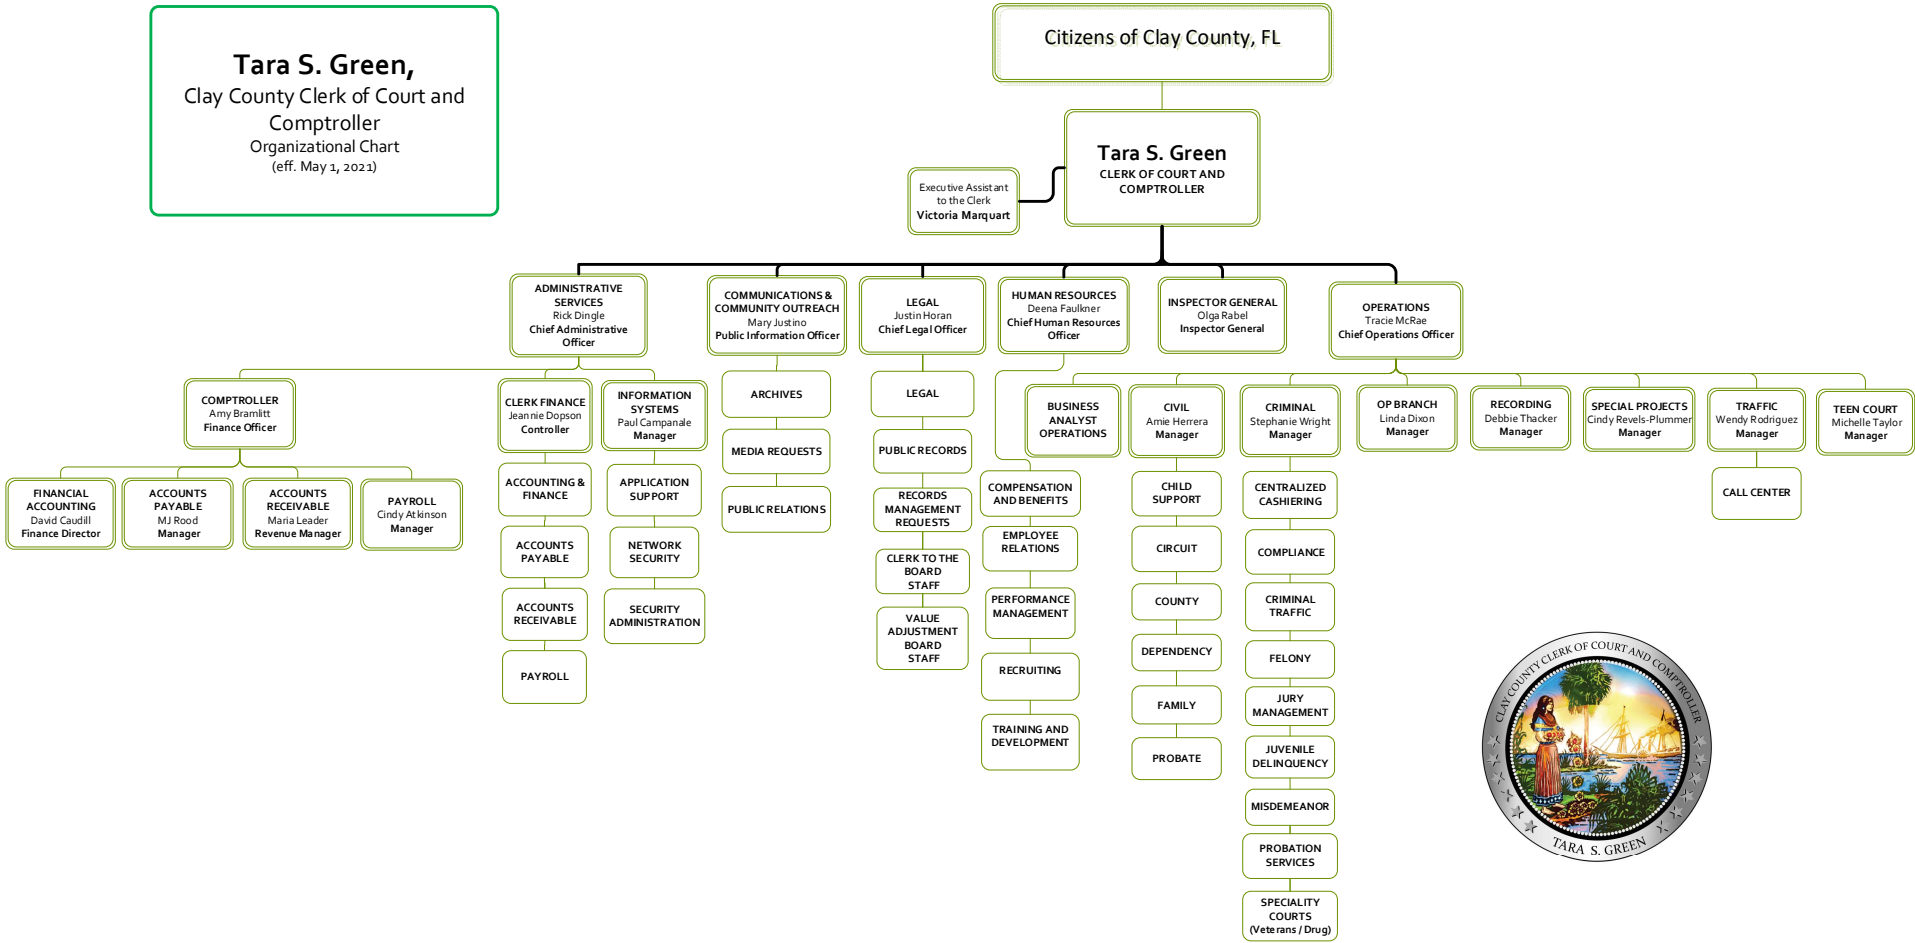 Tara S. Green,
Clay County Clerk of Court and
Comptroller
Organizational Chart
(eff. May 1, 2021)
Citizens of Clay County, FL
Tara S. Green
CLERK OF COURT AND
COMPTROLLER
Executive Assistant
to the Clerk
Victoria Marquart
ADMINISTRATIVE
SERVICES
Rick Dingle
Chief Administrative
Officer
COMMUNICATIONS &
COMMUNITY OUTREACH
Mary Justino
Public Information Officer
LEGAL
Justin Horan
Chief Legal Officer
HUMAN RESOURCES
Deena Faulkner
Chief Human Resources
Officer
INSPECTOR GENERAL
Olga Rabel
Inspector General
OPERATIONS
Tracie McRae
Chief Operations Officer
COMPTROLLER
Amy Bramlitt
Finance Officer
CLERK FINANCE
Jeannie Dopson
Controller
INFORMATION
SYSTEMS
Paul Campanale
Manager
FINANCIAL
ACCOUNTING
David Caudill
Finance Director
ACCOUNTS
PAYABLE
MJ Rood
Manager
ACCOUNTS
RECEIVABLE
Maria Leader
Revenue Manager
PAYROLL
Cindy Atkinson
Manager
ACCOUNTING &
FINANCE
ACCOUNTS
PAYABLE
ACCOUNTS
RECEIVABLE
PAYROLL
APPLICATION
SUPPORT
NETWORK
SECURITY
SECURITY
ADMINISTRATION
ARCHIVES
MEDIA REQUESTS
PUBLIC RELATIONS
LEGAL
PUBLIC RECORDS
RECORDS
MANAGEMENT
REQUESTS
CLERK TO THE
BOARD
STAFF
VALUE
ADJUSTMENT
BOARD
STAFF
COMPENSATION
AND BENEFITS
EMPLOYEE
RELATIONS
PERFORMANCE
MANAGEMENT
RECRUITING
TRAINING AND
DEVELOPMENT
BUSINESS
ANALYST
OPERATIONS
CIVIL
Amie Herrera
Manager
CHILD
SUPPORT
CIRCUIT
COUNTY
DEPENDENCY
FAMILY
PROBATE
CRIMINAL
Stephanie Wright
Manager
CENTRALIZED
CASHIERING
COMPLIANCE
CRIMINAL
TRAFFIC
FELONY
JURY
MANAGEMENT
JUVENILE
DELINQUENCY
MISDEMEANOR
PROBATION
SERVICES
SPECIALITY
COURTS
(Veterans / Drug)
OP BRANCH
Linda Dixon
Manager
RECORDING
Debbie Thacker
Manager
SPECIAL PROJECTS
Cindy Revels-Plummer
Manager
TRAFFIC
Wendy Rodriguez
Manager
CALL CENTER
TEEN COURT
Michelle Taylor
Manager
CLAY COUNTY CLERK OF COURT AND COMPTROLLER
TARA S. GREEN